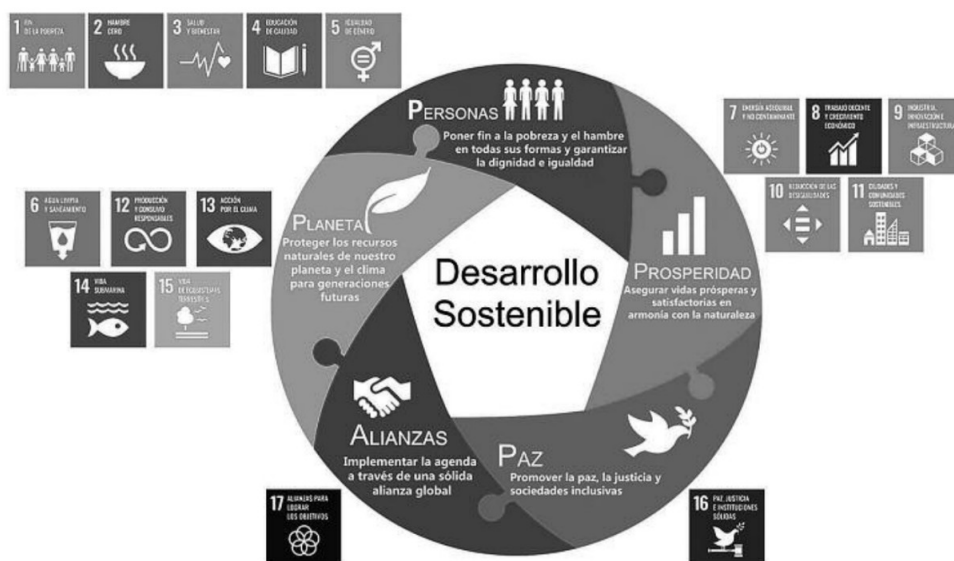 1 FIN
DE LA POBREZA
2 HAMBRE
CERO
3 SALUD
Y BIENESTAR
4 EDUCACIÓN
DE CALIDAD
5 IGUALDAD
DE GÉNERO
PERSONAS
Poner fin a la pobreza y el hambre
en todas sus formas y garantizar
la dignidad e igualdad
7 ENERGÍA ASEQUIBLE
Y NO CONTAMINANTE
8 TRABAJO DECENTE
Y CRECIMIENTO
ECONÓMICO
9 INDUSTRIA,
INNOVACIÓN E
INFRAESTRUCTURA
10 REDUCCIÓN DE LAS
DESIGUALDADES
11 CIUDADES Y
COMUNIDADES
SOSTENIBLES
6 AGUA LIMPIA
Y SANEAMIENTO
12 PRODUCCIÓN
Y CONSUMO
RESPONSABLES
13 ACCIÓN
POR EL CLIMA
14 VIDA
SUBMARINA
15 VIDA
DE ECOSISTEMAS
TERRESTRES
PLANETA
Proteger los recursos
naturales de nuestro
planeta y el clima
para generaciones
futuras
Desarrollo
Sostenible
PROSPERIDAD
Asegurar vidas prósperas y
satisfactorias en
armonía con la naturaleza
ALIANZAS
Implementar la agenda
a través de una sólida
alianza global
PAZ
Promover la paz, la justicia y
sociedades inclusivas
17 ALIANZAS PARA
LOGRAR
LOS OBJETIVOS
16 PAZ, JUSTICIA
E INSTITUCIONES
SÓLIDAS